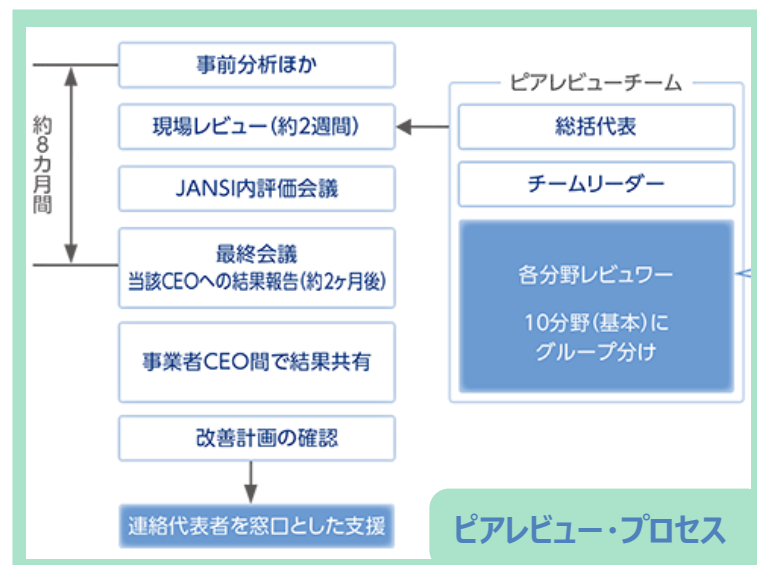 事前分析ほか
現場レビュー(約2週間)
JANSI内評価会議
最終会議
当該CEOへの結果報告(約2ヶ月後)
事業者CEO間で結果共有
改善計画の確認
連絡代表者を窓口とした支援
約8カ月間
ピアレビューチーム
総括代表
チームリーダー
各分野レビュワー
10分野(基本)に
グループ分け
ピアレビュー・プロセス